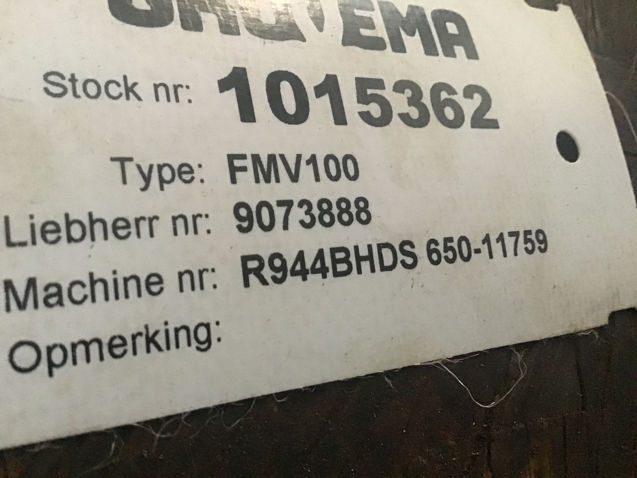 Stock nr: 1015362
Type: FMV100
Liebherr nr: 9073888
Machine nr: R944BHDS 650-11759
Opmerking: